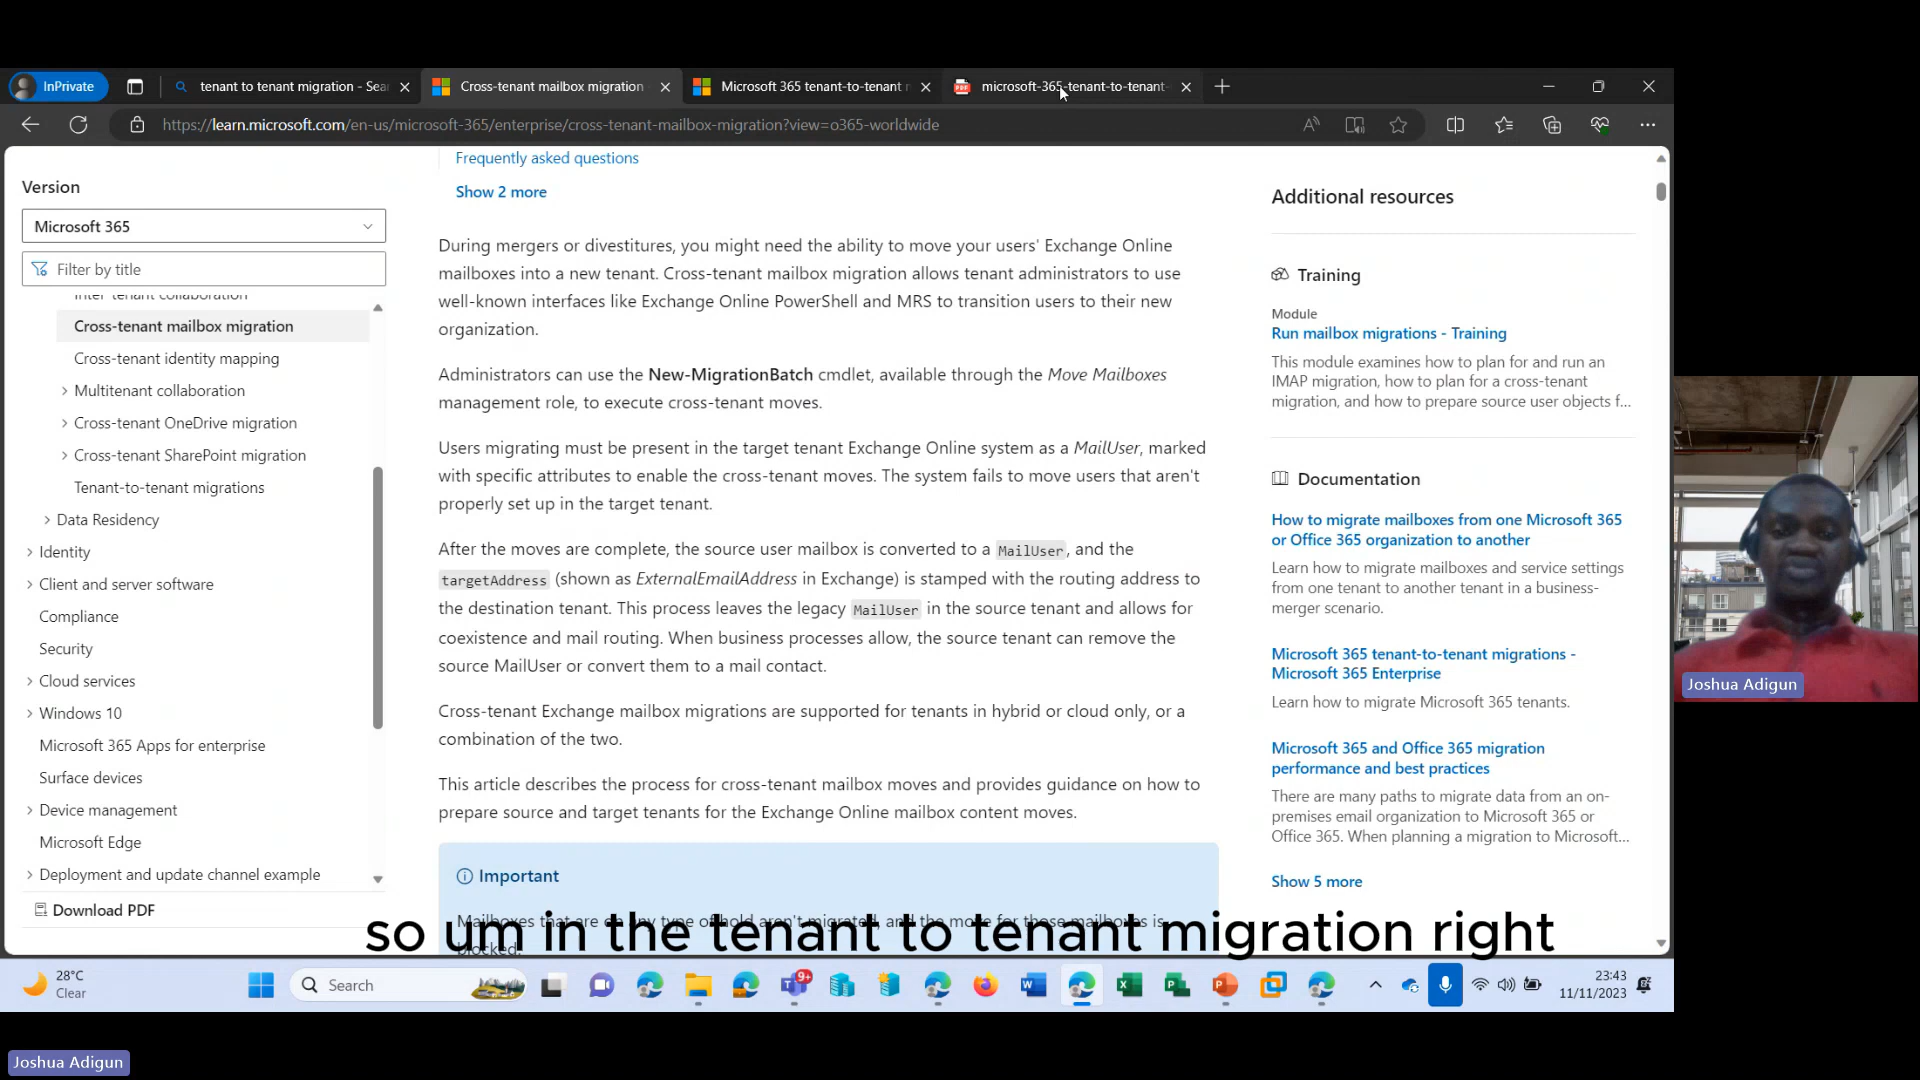 InPrivate
tenant to tenant migration - Sea
Cross-tenant mailbox migration
Microsoft 365 tenant-to-tenant
microsoft-365-tenant-to-tenant-
https://learn.microsoft.com/en-us/microsoft-365/enterprise/cross-tenant-mailbox-migration?view=o365-worldwide
Version
Microsoft 365
Filter by title
Inter-tenant collaboration
Cross-tenant mailbox migration
Cross-tenant identity mapping
Multitenant collaboration
Cross-tenant OneDrive migration
Cross-tenant SharePoint migration
Tenant-to-tenant migrations
Data Residency
Identity
Client and server software
Compliance
Security
Cloud services
Windows 10
Microsoft 365 Apps for enterprise
Surface devices
Device management
Microsoft Edge
Deployment and update channel example
Download PDF
Frequently asked questions
Show 2 more
During mergers or divestitures, you might need the ability to move your users' Exchange Online
mailboxes into a new tenant. Cross-tenant mailbox migration allows tenant administrators to use
well-known interfaces like Exchange Online PowerShell and MRS to transition users to their new
organization.
Administrators can use the New-MigrationBatch cmdlet, available through the Move Mailboxes
management role, to execute cross-tenant moves.
Users migrating must be present in the target tenant Exchange Online system as a MailUser, marked
with specific attributes to enable the cross-tenant moves. The system fails to move users that aren't
properly set up in the target tenant.
After the moves are complete, the source user mailbox is converted to a MailUser, and the
targetAddress (shown as ExternalEmailAddress in Exchange) is stamped with the routing address to
the destination tenant. This process leaves the legacy MailUser in the source tenant and allows for
coexistence and mail routing. When business processes allow, the source tenant can remove the
source MailUser or convert them to a mail contact.
Cross-tenant Exchange mailbox migrations are supported for tenants in hybrid or cloud only, or a
combination of the two.
This article describes the process for cross-tenant mailbox moves and provides guidance on how to
prepare source and target tenants for the Exchange Online mailbox content moves.
Important
Mailboxes that are on any type of hold aren't migrated, and the move for those mailboxes is
blocked.
Additional resources
Training
Module
Run mailbox migrations - Training
This module examines how to plan for and run an
IMAP migration, how to plan for a cross-tenant
migration, and how to prepare source user objects f...
Documentation
How to migrate mailboxes from one Microsoft 365
or Office 365 organization to another
Learn how to migrate mailboxes and service settings
from one tenant to another tenant in a business-
merger scenario.
Microsoft 365 tenant-to-tenant migrations -
Microsoft 365 Enterprise
Learn how to migrate Microsoft 365 tenants.
Microsoft 365 and Office 365 migration
performance and best practices
There are many paths to migrate data from an on-
premises email organization to Microsoft 365 or
Office 365. When planning a migration to Microsoft...
Show 5 more
Joshua Adigun
so um in the tenant to tenant migration right
28°C
Clear
Search
9+
23:43
11/11/2023
Joshua Adigun